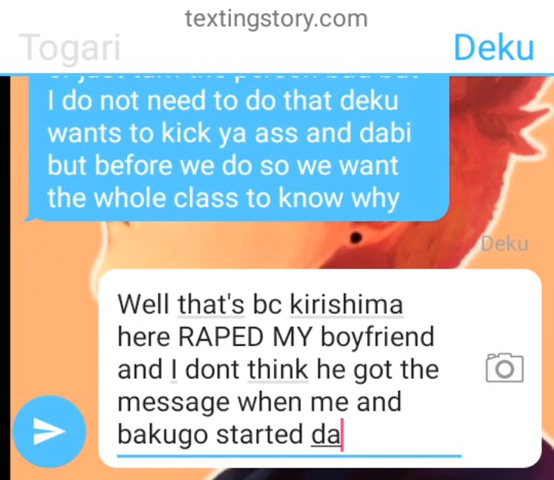 textingstory.com
Togari
Deku
I do not need to do that deku
wants to kick ya ass and dabi
but before we do so we want
the whole class to know why
Deku
Well that's bc kirishima
here RAPED MY boyfriend
and I dont think he got the
message when me and
bakugo started da